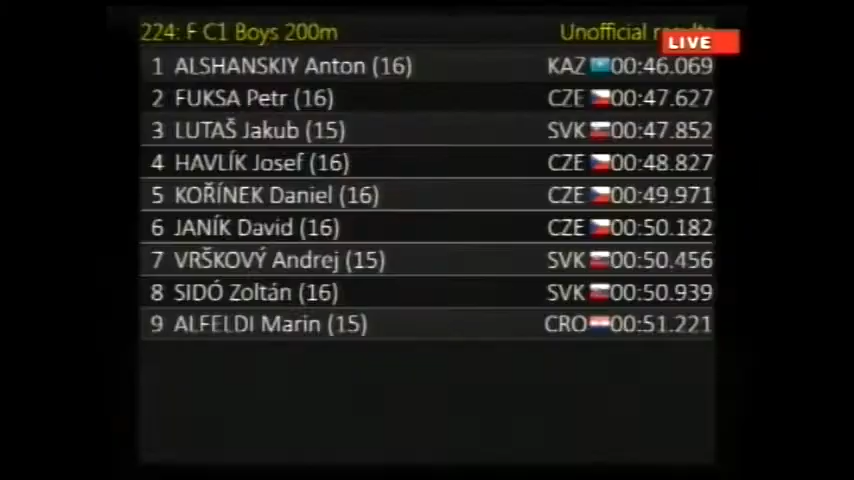 224: F C1 Boys 200m Unofficial results
LIVE
1 ALSHANSKIY Anton (16) KAZ 00:46.069
2 FUKSA Petr (16) CZE 00:47.627
3 LUTAŠ Jakub (15) SVK 00:47.852
4 HAVLÍK Josef (16) CZE 00:48.827
5 KOŘÍNEK Daniel (16) CZE 00:49.971
6 JANÍK David (16) CZE 00:50.182
7 VRŠKOVÝ Andrej (15) SVK 00:50.456
8 SIDÓ Zoltán (16) SVK 00:50.939
9 ALFELDI Marin (15) CRO 00:51.221